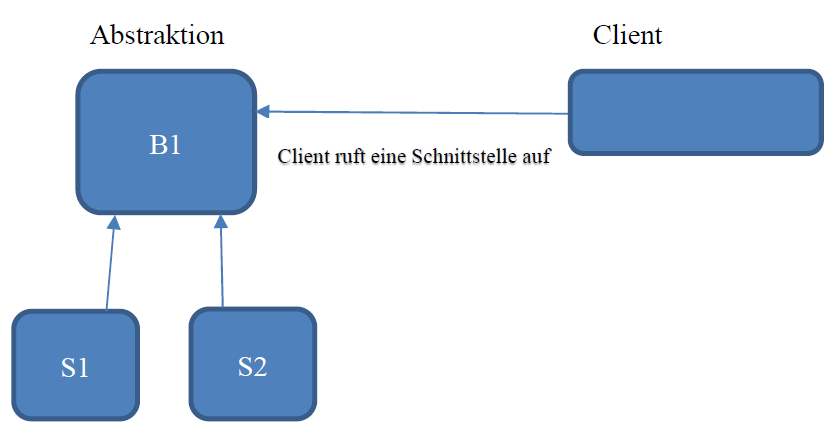 Abstraktion
Client
B1
Client ruft eine Schnittstelle auf
S1
S2